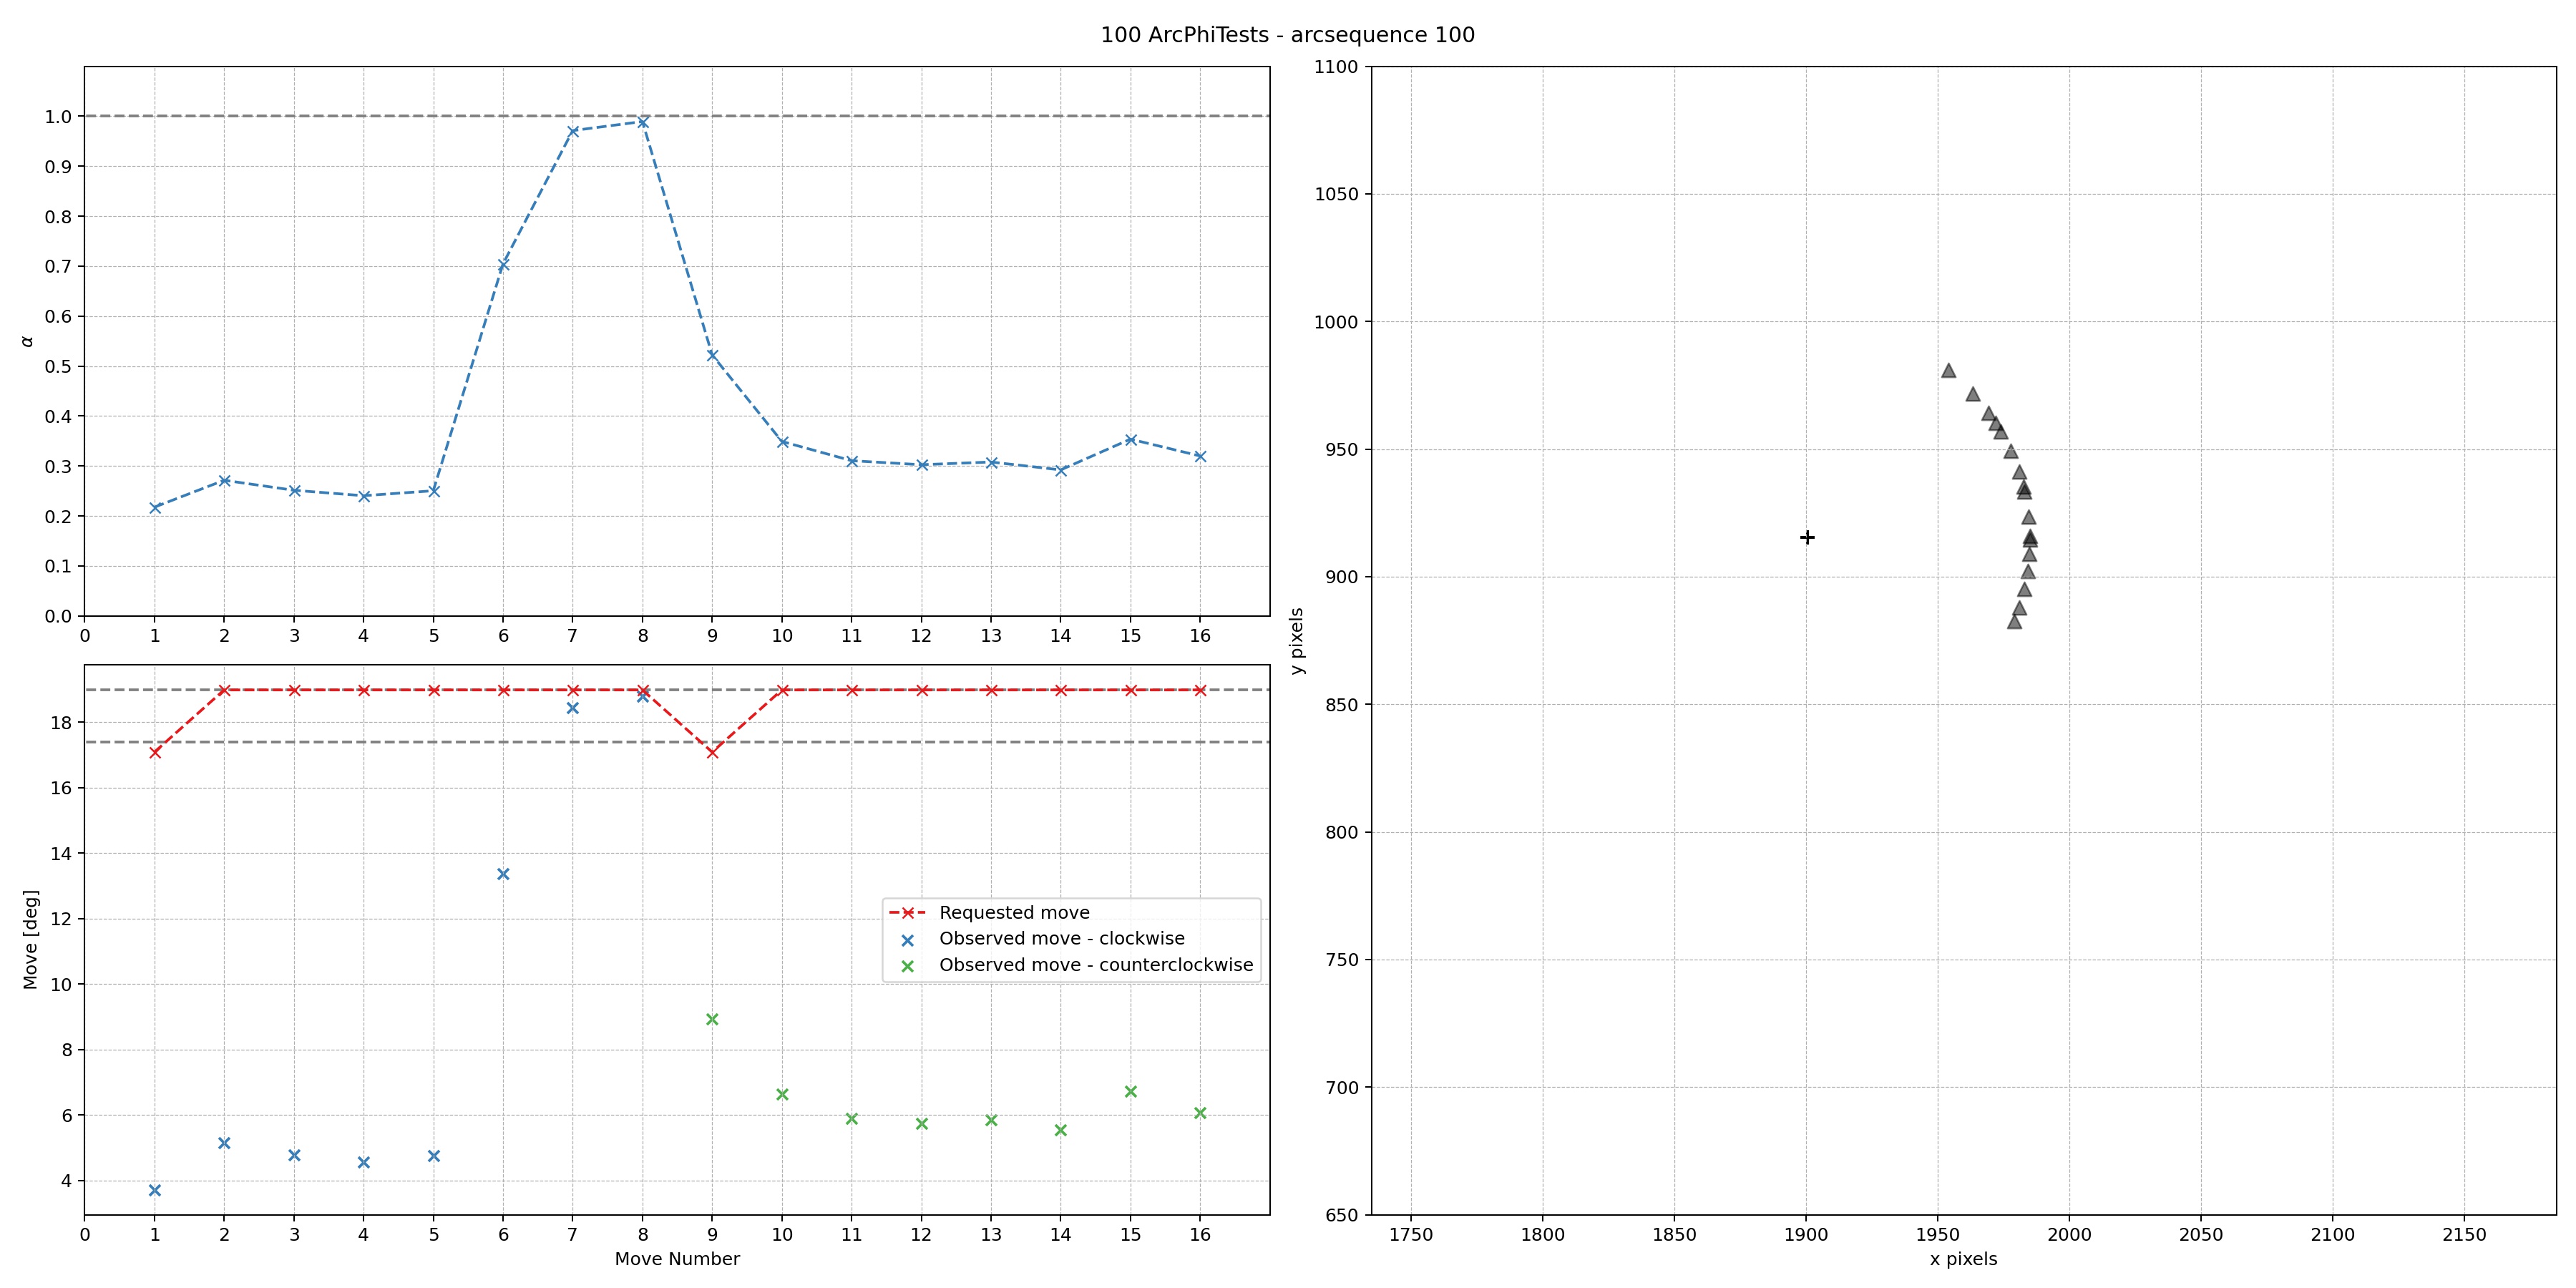 100 ArcPhiTests - arcsequence 100
1.0
0.9
0.8
0.7
0.6
0.5
0.4
0.3
0.2
0.1
0.0
α
0 1 2 3 4 5 6 7 8 9 10 11 12 13 14 15 16
18
16
14
12
10
8
6
4
Move [deg]
Requested move
Observed move - clockwise
Observed move - counterclockwise
0 1 2 3 4 5 6 7 8 9 10 11 12 13 14 15 16
Move Number
1100
1050
1000
950
900
850
800
750
700
650
y pixels
1750 1800 1850 1900 1950 2000 2050 2100 2150
x pixels